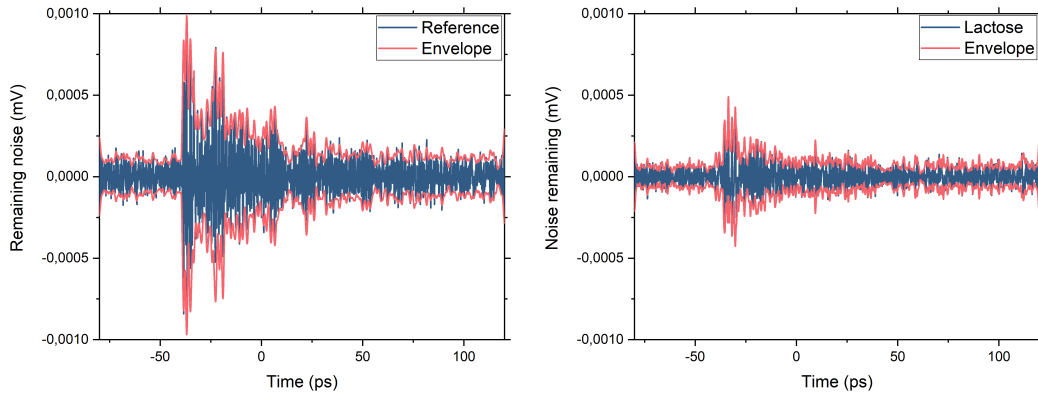 Remaining noise (mV)
0,0010
0,0005
0,0000
-0,0005
-0,0010
-50
0
50
100
Time (ps)
Reference
Envelope
Noise remaining (mV)
0,0010
0,0005
0,0000
-0,0005
-0,0010
-50
0
50
100
Time (ps)
Lactose
Envelope